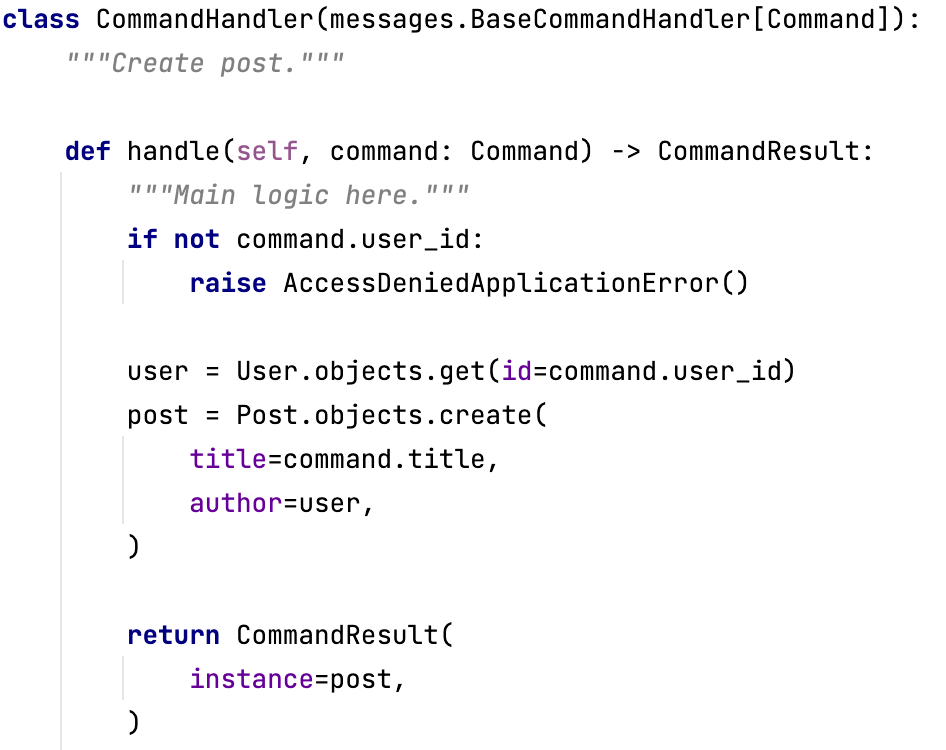 class CommandHandler(messages.BaseCommandHandler[Command]):
    """Create post."""

    def handle(self, command: Command) -> CommandResult:
        """Main logic here."""
        if not command.user_id:
            raise AccessDeniedApplicationError()

        user = User.objects.get(id=command.user_id)
        post = Post.objects.create(
            title=command.title,
            author=user,
        )

        return CommandResult(
            instance=post,
        )